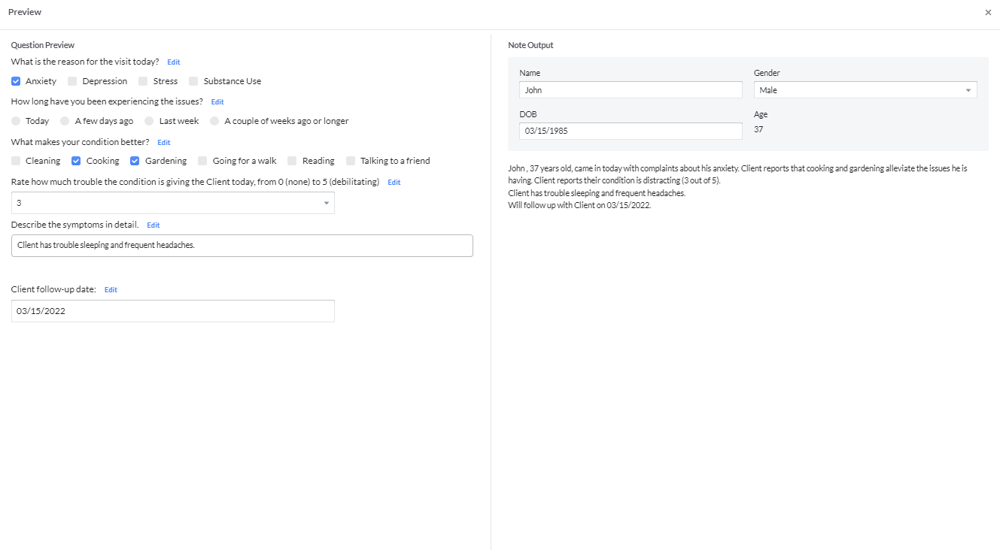 Preview
Question Preview
What is the reason for the visit today? Edit
Anxiety Depression Stress Substance Use
How long have you been experiencing the issues? Edit
Today A few days ago Last week A couple of weeks ago or longer
What makes your condition better? Edit
Cleaning Cooking Gardening Going for a walk Reading Talking to a friend
Rate how much trouble the condition is giving the Client today, from 0 (none) to 5 (debilitating) Edit
3
Describe the symptoms in detail. Edit
Client has trouble sleeping and frequent headaches.
Client follow-up date: Edit
03/15/2022
Note Output
Name Gender
John Male
DOB Age
03/15/1985 37
John , 37 years old, came in today with complaints about his anxiety. Client reports that cooking and gardening alleviate the issues he is
having. Client reports their condition is distracting (3 out of 5).
Client has trouble sleeping and frequent headaches.
Will follow up with Client on 03/15/2022.